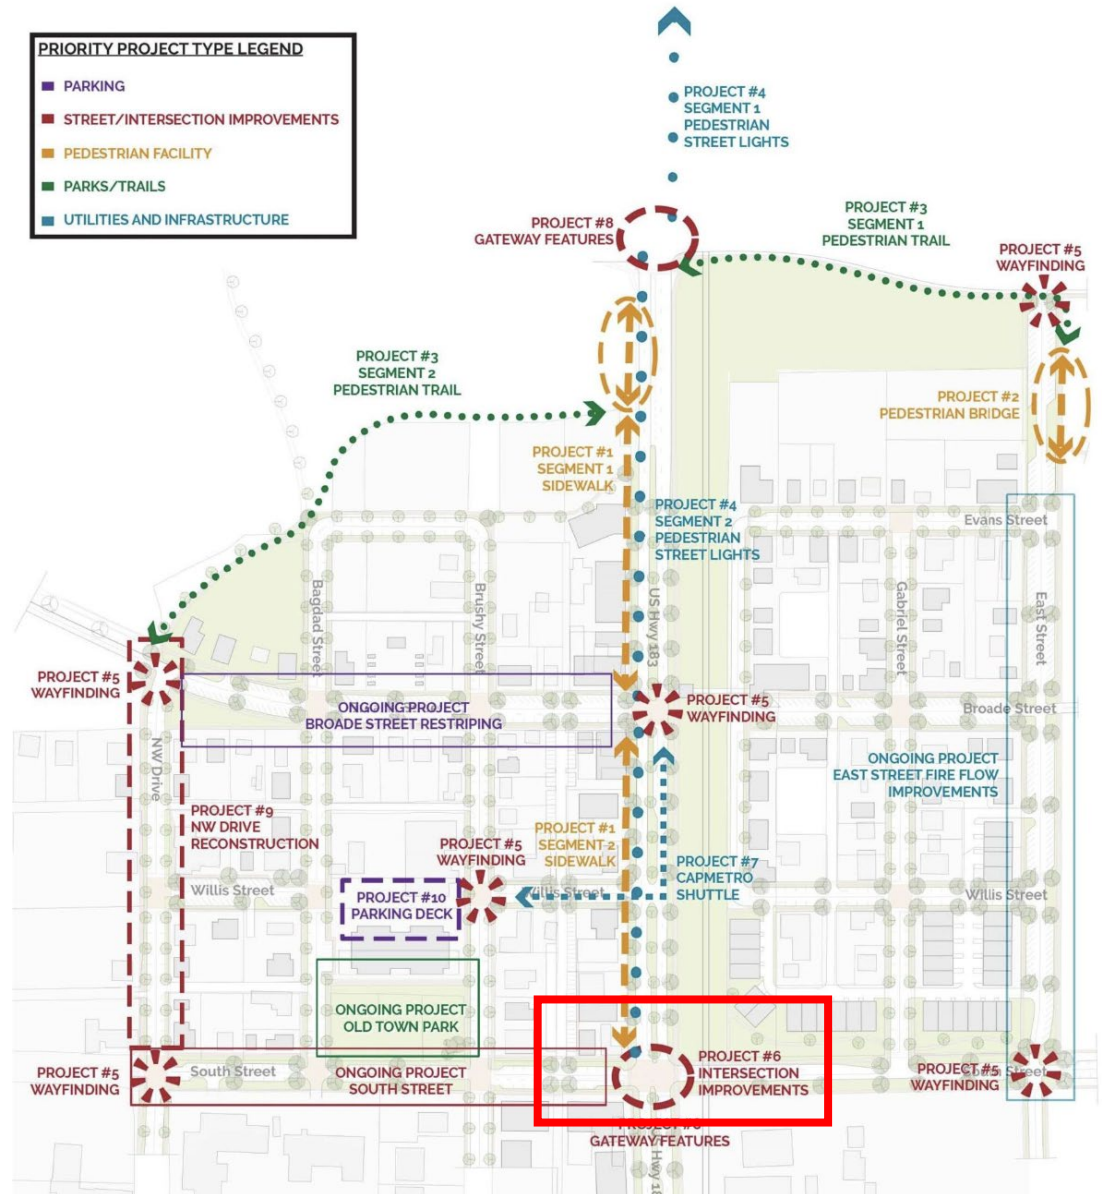 PRIORITY PROJECT TYPE LEGEND
PARKING
STREET/INTERSECTION IMPROVEMENTS
PEDESTRIAN FACILITY
PARKS/TRAILS
UTILITIES AND INFRASTRUCTURE
PROJECT #4
SEGMENT 1
PEDESTRIAN
STREET LIGHTS
PROJECT #8
GATEWAY FEATURES
PROJECT #3
SEGMENT 1
PEDESTRIAN TRAIL
PROJECT #5
WAYFINDING
PROJECT #3
SEGMENT 2
PEDESTRIAN TRAIL
PROJECT #2
PEDESTRIAN BRIDGE
PROJECT #1
SEGMENT 1
SIDEWALK
PROJECT #4
SEGMENT 2
PEDESTRIAN
STREET LIGHTS
Evans Street
Bagdad Street
Brushy Street
US Hwy 183
Gabriel Street
East Street
PROJECT #5
WAYFINDING
ONGOING PROJECT
BROADE STREET RESTRIPING
PROJECT #5
WAYFINDING
Broade Street
NW Drive
ONGOING PROJECT
EAST STREET FIRE FLOW
IMPROVEMENTS
PROJECT #9
NW DRIVE
RECONSTRUCTION
PROJECT #5
WAYFINDING
PROJECT #1
SEGMENT 2
SIDEWALK
PROJECT #7
CAPMETRO
SHUTTLE
Willis Street
PROJECT #10
PARKING DECK
Willis Street
Willis Street
ONGOING PROJECT
OLD TOWN PARK
PROJECT #5
WAYFINDING
South Street
ONGOING PROJECT
SOUTH STREET
PROJECT #6
INTERSECTION
IMPROVEMENTS
PROJECT #5
WAYFINDING
Street
GATEWAY FEATURES
Hwy